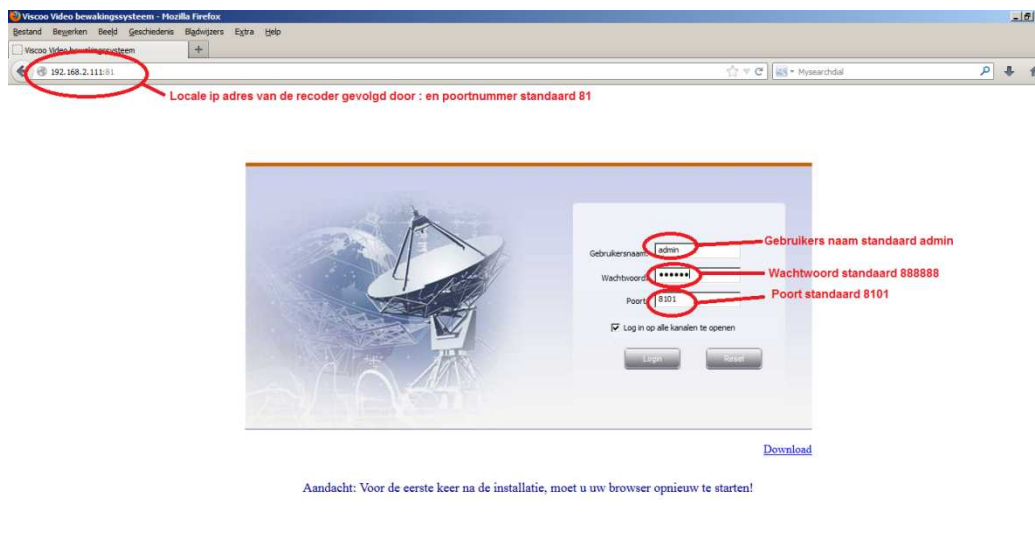 Viscoo Video bewakingssysteem - Mozilla Firefox
Bestand Bewerken Beeld Geschiedenis Bladwijzers Extra Help
Viscoo Video bewakingssysteem +
192.168.2.111:81 Mysearchdial
Locale ip adres van de recoder gevolgd door : en poortnummer standaard 81
Gebruikersnaam: admin
Gebruikers naam standaard admin
Wachtwoord: ••••••
Wachtwoord standaard 888888
Poort: 8101
Poort standaard 8101
Log in op alle kanalen te openen
Login Reset
Download
Aandacht: Voor de eerste keer na de installatie, moet u uw browser opnieuw te starten!